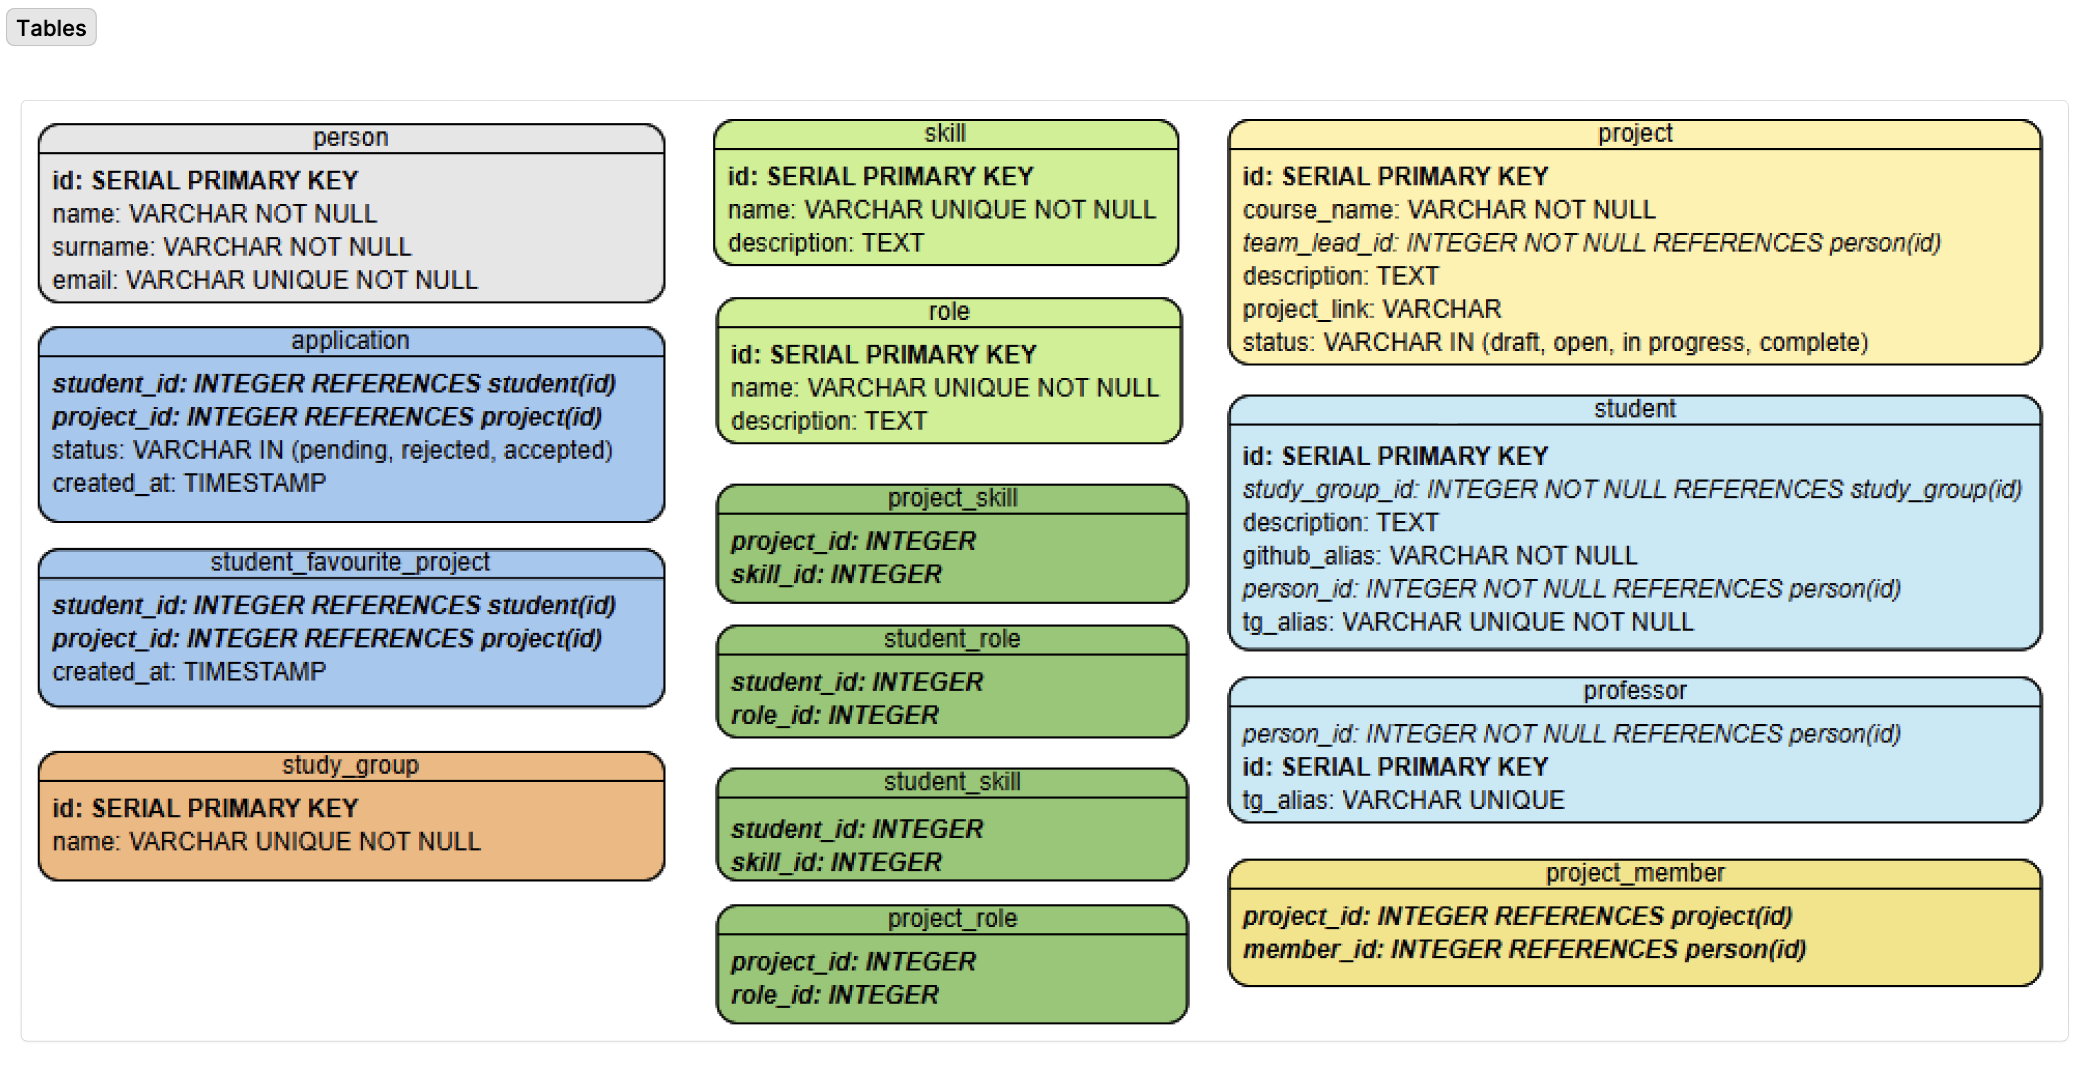 Tables
person
id: SERIAL PRIMARY KEY
name: VARCHAR NOT NULL
surname: VARCHAR NOT NULL
email: VARCHAR UNIQUE NOT NULL
application
student_id: INTEGER REFERENCES student(id)
project_id: INTEGER REFERENCES project(id)
status: VARCHAR IN (pending, rejected, accepted)
created_at: TIMESTAMP
student_favourite_project
student_id: INTEGER REFERENCES student(id)
project_id: INTEGER REFERENCES project(id)
created_at: TIMESTAMP
study_group
id: SERIAL PRIMARY KEY
name: VARCHAR UNIQUE NOT NULL
skill
id: SERIAL PRIMARY KEY
name: VARCHAR UNIQUE NOT NULL
description: TEXT
role
id: SERIAL PRIMARY KEY
name: VARCHAR UNIQUE NOT NULL
description: TEXT
project_skill
project_id: INTEGER
skill_id: INTEGER
student_role
student_id: INTEGER
role_id: INTEGER
student_skill
student_id: INTEGER
skill_id: INTEGER
project_role
project_id: INTEGER
role_id: INTEGER
project
id: SERIAL PRIMARY KEY
course_name: VARCHAR NOT NULL
team_lead_id: INTEGER NOT NULL REFERENCES person(id)
description: TEXT
project_link: VARCHAR
status: VARCHAR IN (draft, open, in progress, complete)
student
id: SERIAL PRIMARY KEY
study_group_id: INTEGER NOT NULL REFERENCES study_group(id)
description: TEXT
github_alias: VARCHAR NOT NULL
person_id: INTEGER NOT NULL REFERENCES person(id)
tg_alias: VARCHAR UNIQUE NOT NULL
professor
person_id: INTEGER NOT NULL REFERENCES person(id)
id: SERIAL PRIMARY KEY
tg_alias: VARCHAR UNIQUE
project_member
project_id: INTEGER REFERENCES project(id)
member_id: INTEGER REFERENCES person(id)